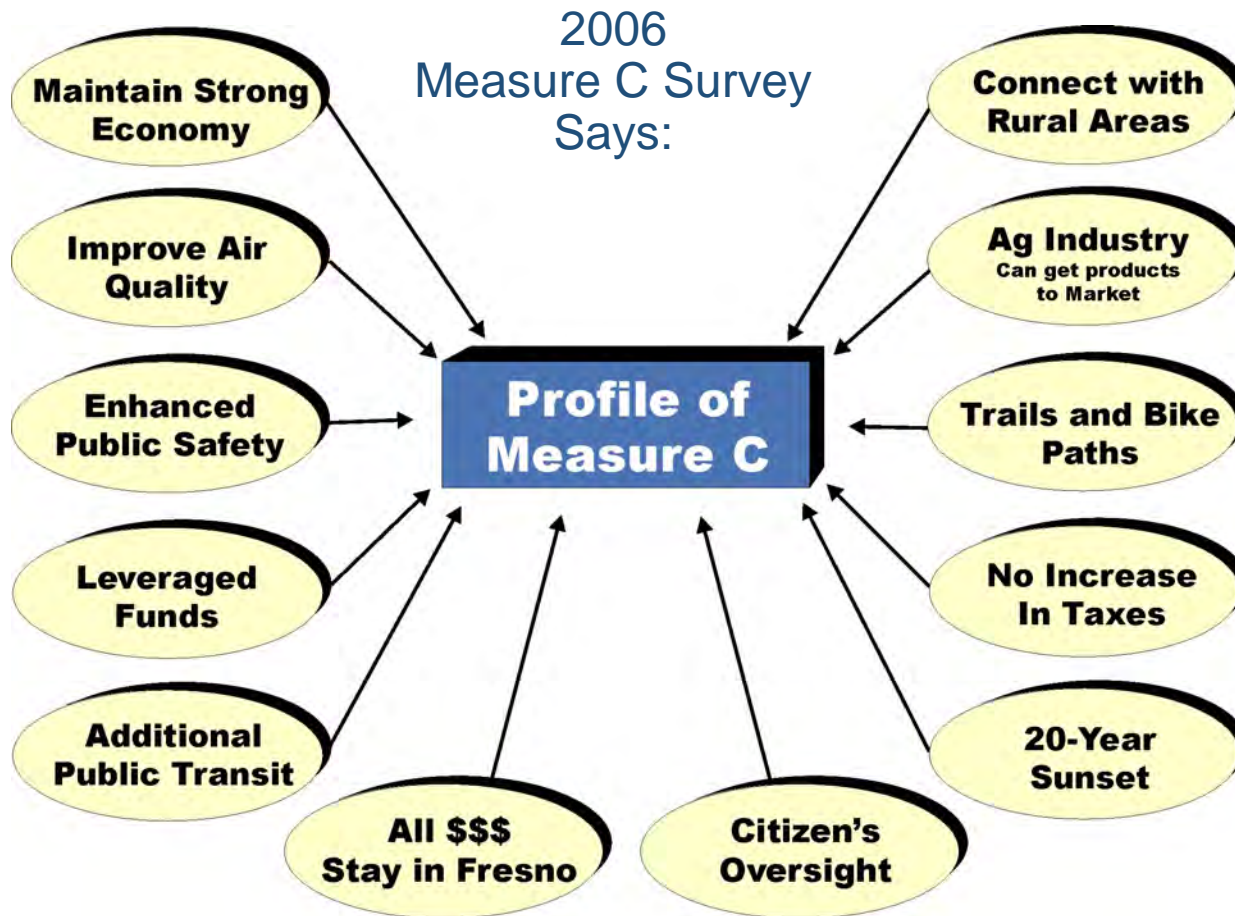 2006
Measure C Survey
Says:
Maintain Strong
Economy
Improve Air
Quality
Enhanced
Public Safety
Leveraged
Funds
Additional
Public Transit
All $$$
Stay in Fresno
Citizen's
Oversight
Connect with
Rural Areas
Ag Industry
Can get products
to Market
Trails and Bike
Paths
No Increase
In Taxes
20-Year
Sunset
Profile of
Measure C